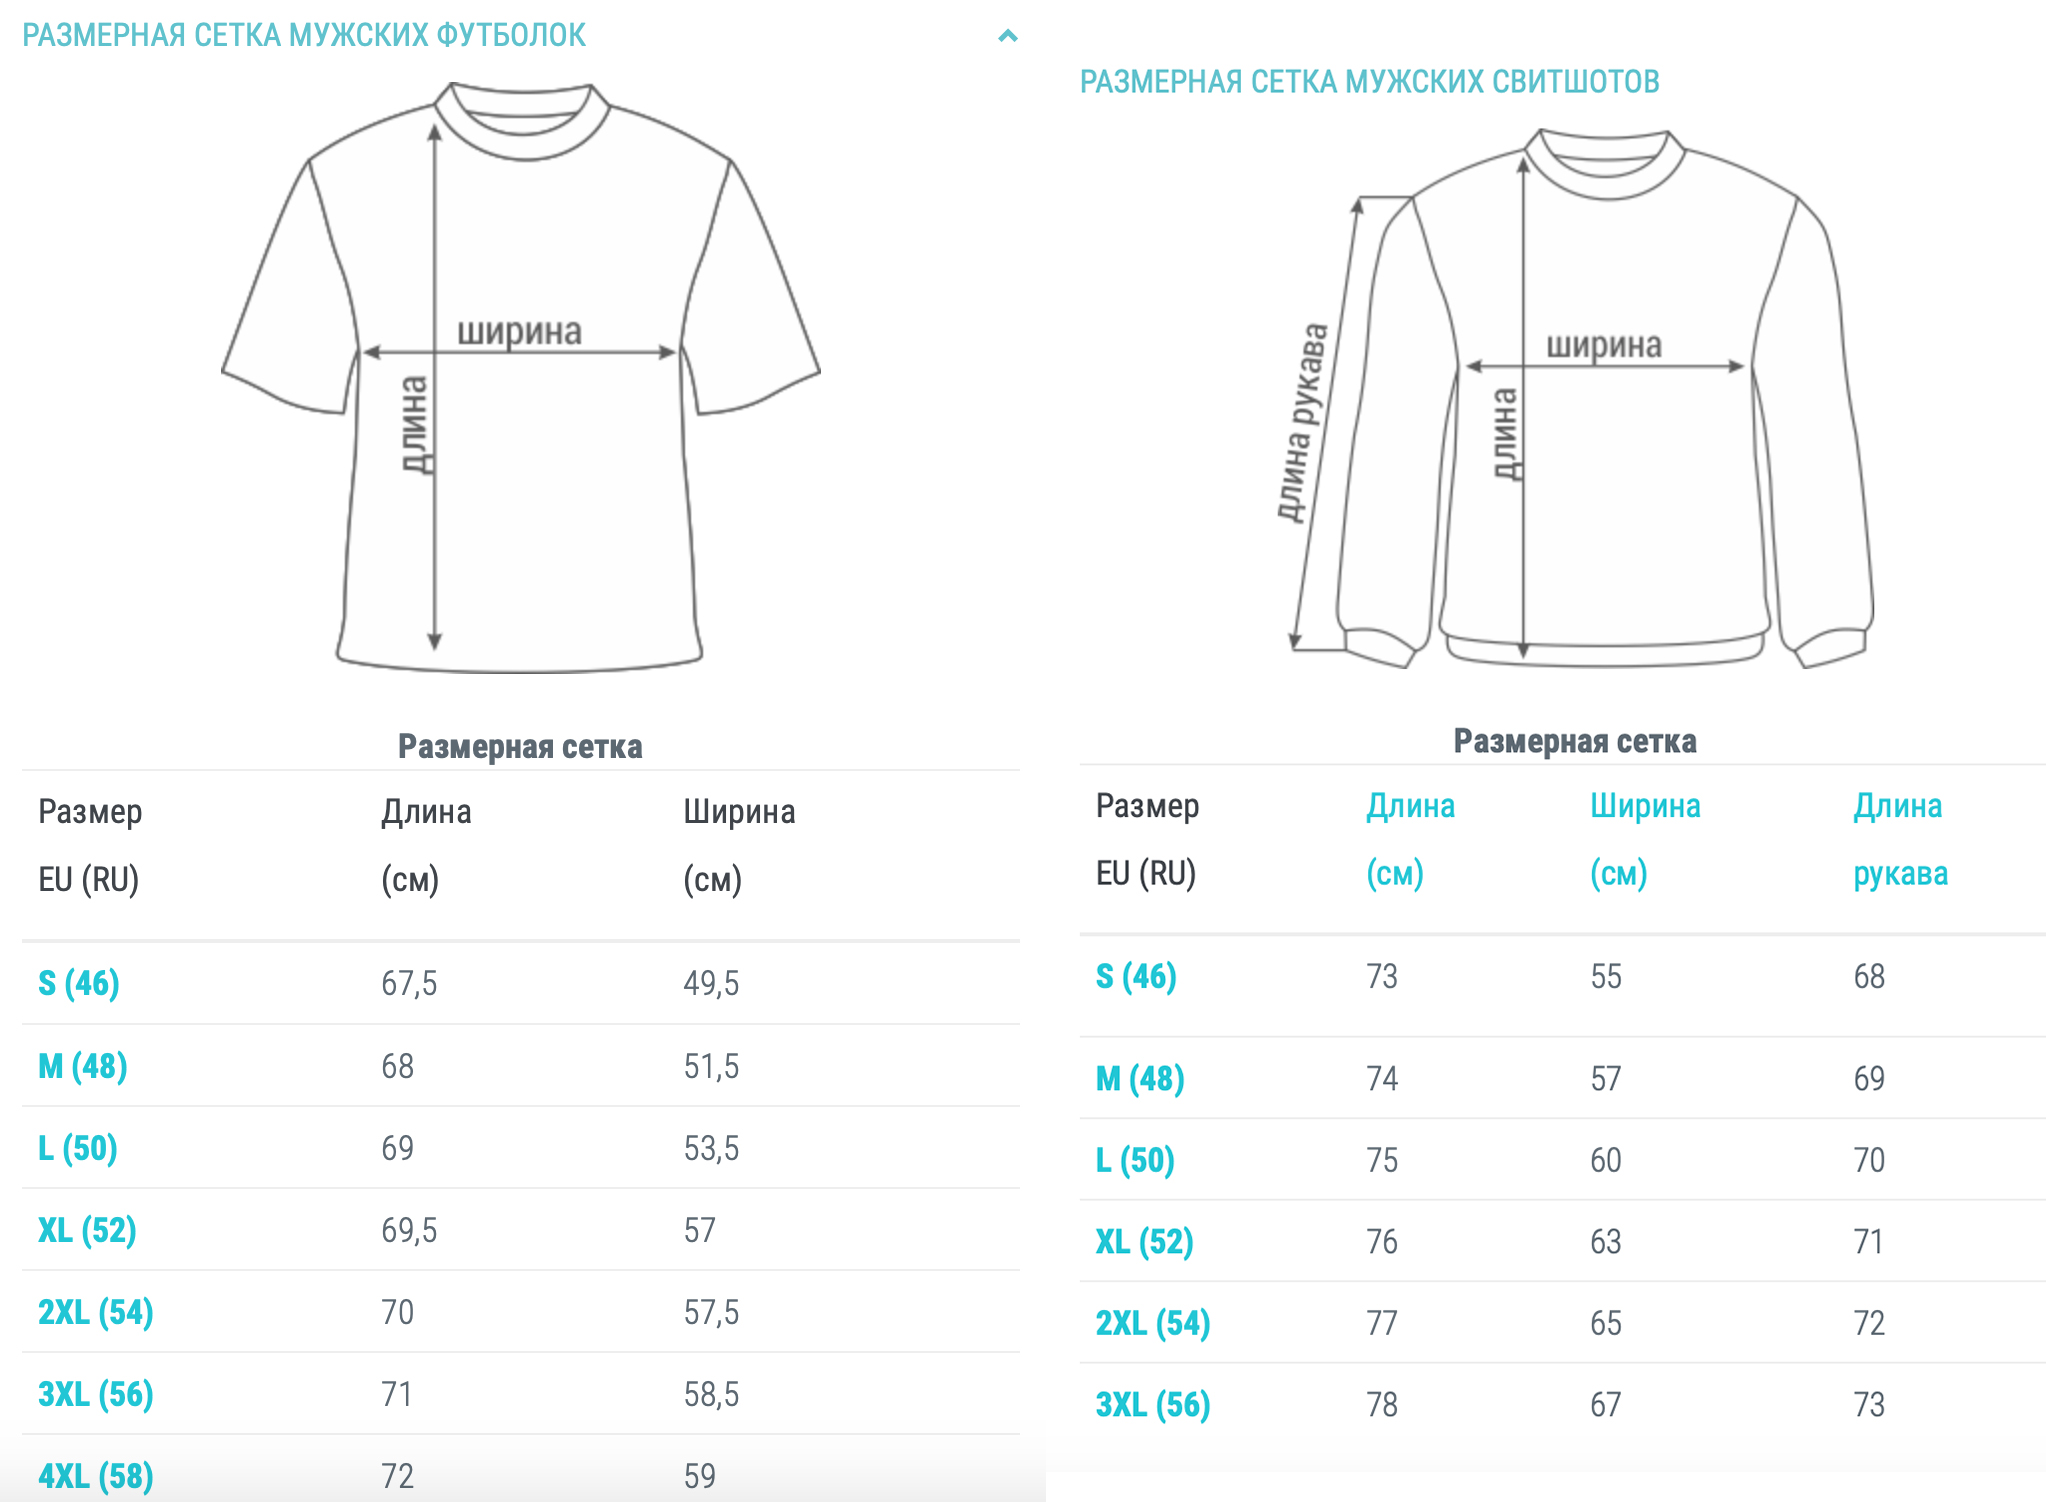 РАЗМЕРНАЯ СЕТКА МУЖСКИХ ФУТБОЛОК
ширина
длина
Размерная сетка
Размер Длина Ширина
EU (RU) (см) (см)
S (46) 67,5 49,5
M (48) 68 51,5
L (50) 69 53,5
XL (52) 69,5 57
2XL (54) 70 57,5
3XL (56) 71 58,5
4XL (58) 72 59
РАЗМЕРНАЯ СЕТКА МУЖСКИХ СВИТШОТОВ
длина рукава
ширина
длина
Размерная сетка
Размер Длина Ширина Длина
EU (RU) (см) (см) рукава
S (46) 73 55 68
M (48) 74 57 69
L (50) 75 60 70
XL (52) 76 63 71
2XL (54) 77 65 72
3XL (56) 78 67 73